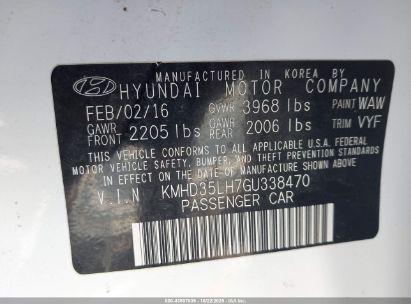 MANUFACTURED IN KOREA BY
HYUNDAI MOTOR COMPANY
FEB/02/16 GVWR 3968 lbs PAINT WAW
GAWR FRONT 2205 lbs GAWR REAR 2006 lbs TRIM VYF
THIS VEHICLE CONFORMS TO ALL APPLICABLE U.S.A FEDERAL
MOTOR VEHICLE SAFETY, BUMPER, AND THEFT PREVENTION
STANDARDS IN EFFECT ON THE DATE OF MANUFACTURE SHOWN ABOVE.
V.I.N KMHD35LH7GU338470
PASSENGER CAR